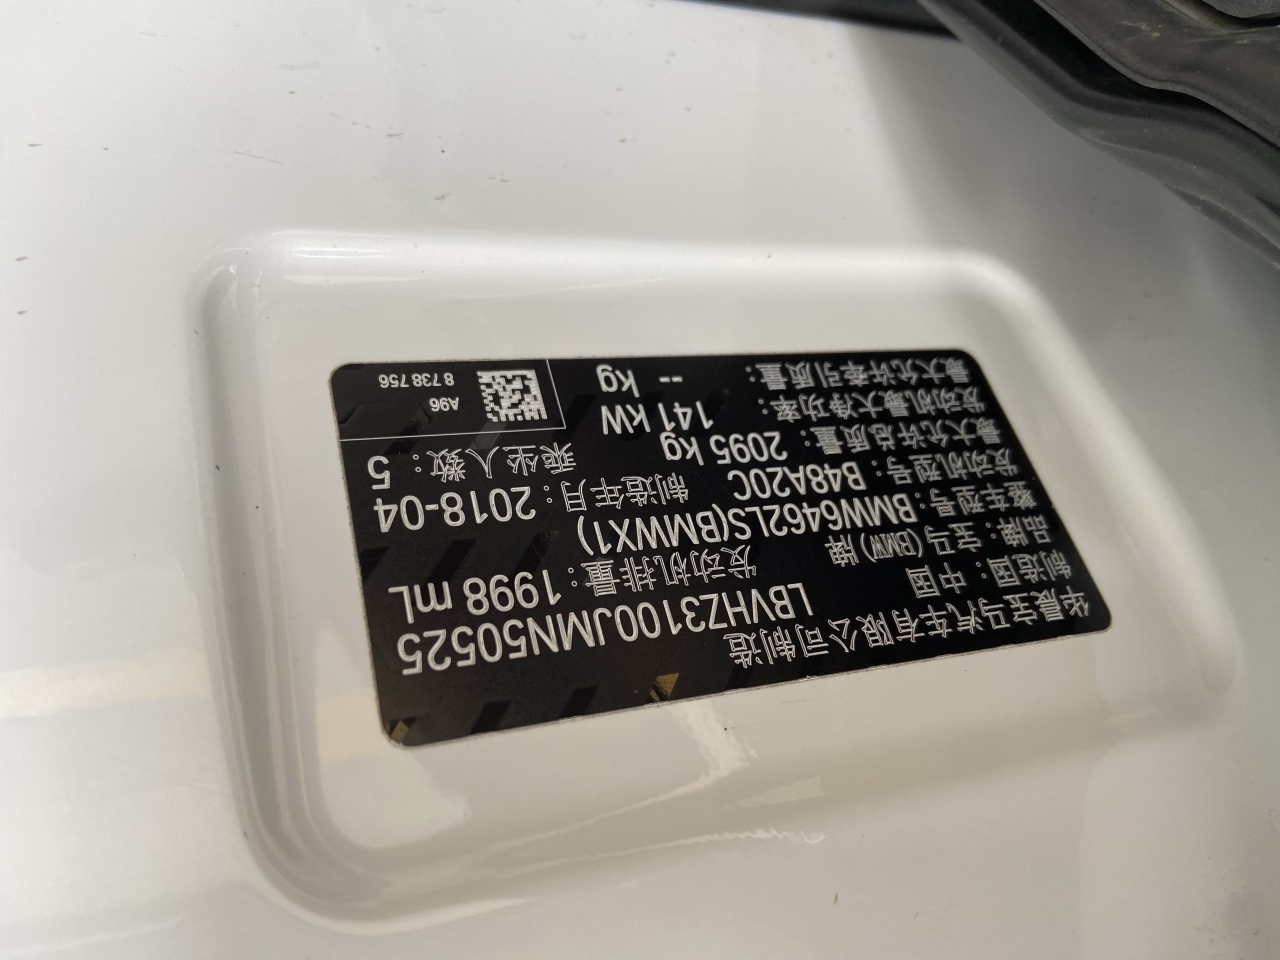 华晨宝马汽车有限公司制造
LBVHZ3100JMN50525
制造国：中国
品牌：宝马(BMW)牌
发动机排量：1998 mL
整车型号：BMW6462LS(BMWX1)
制造年月：2018-04
发动机型号：B48A20C
乘坐人数：5
最大允许总质量：2095 kg
发动机最大净功率：141 kW
最大允许牵引质量：-- kg
A96
8 738 756